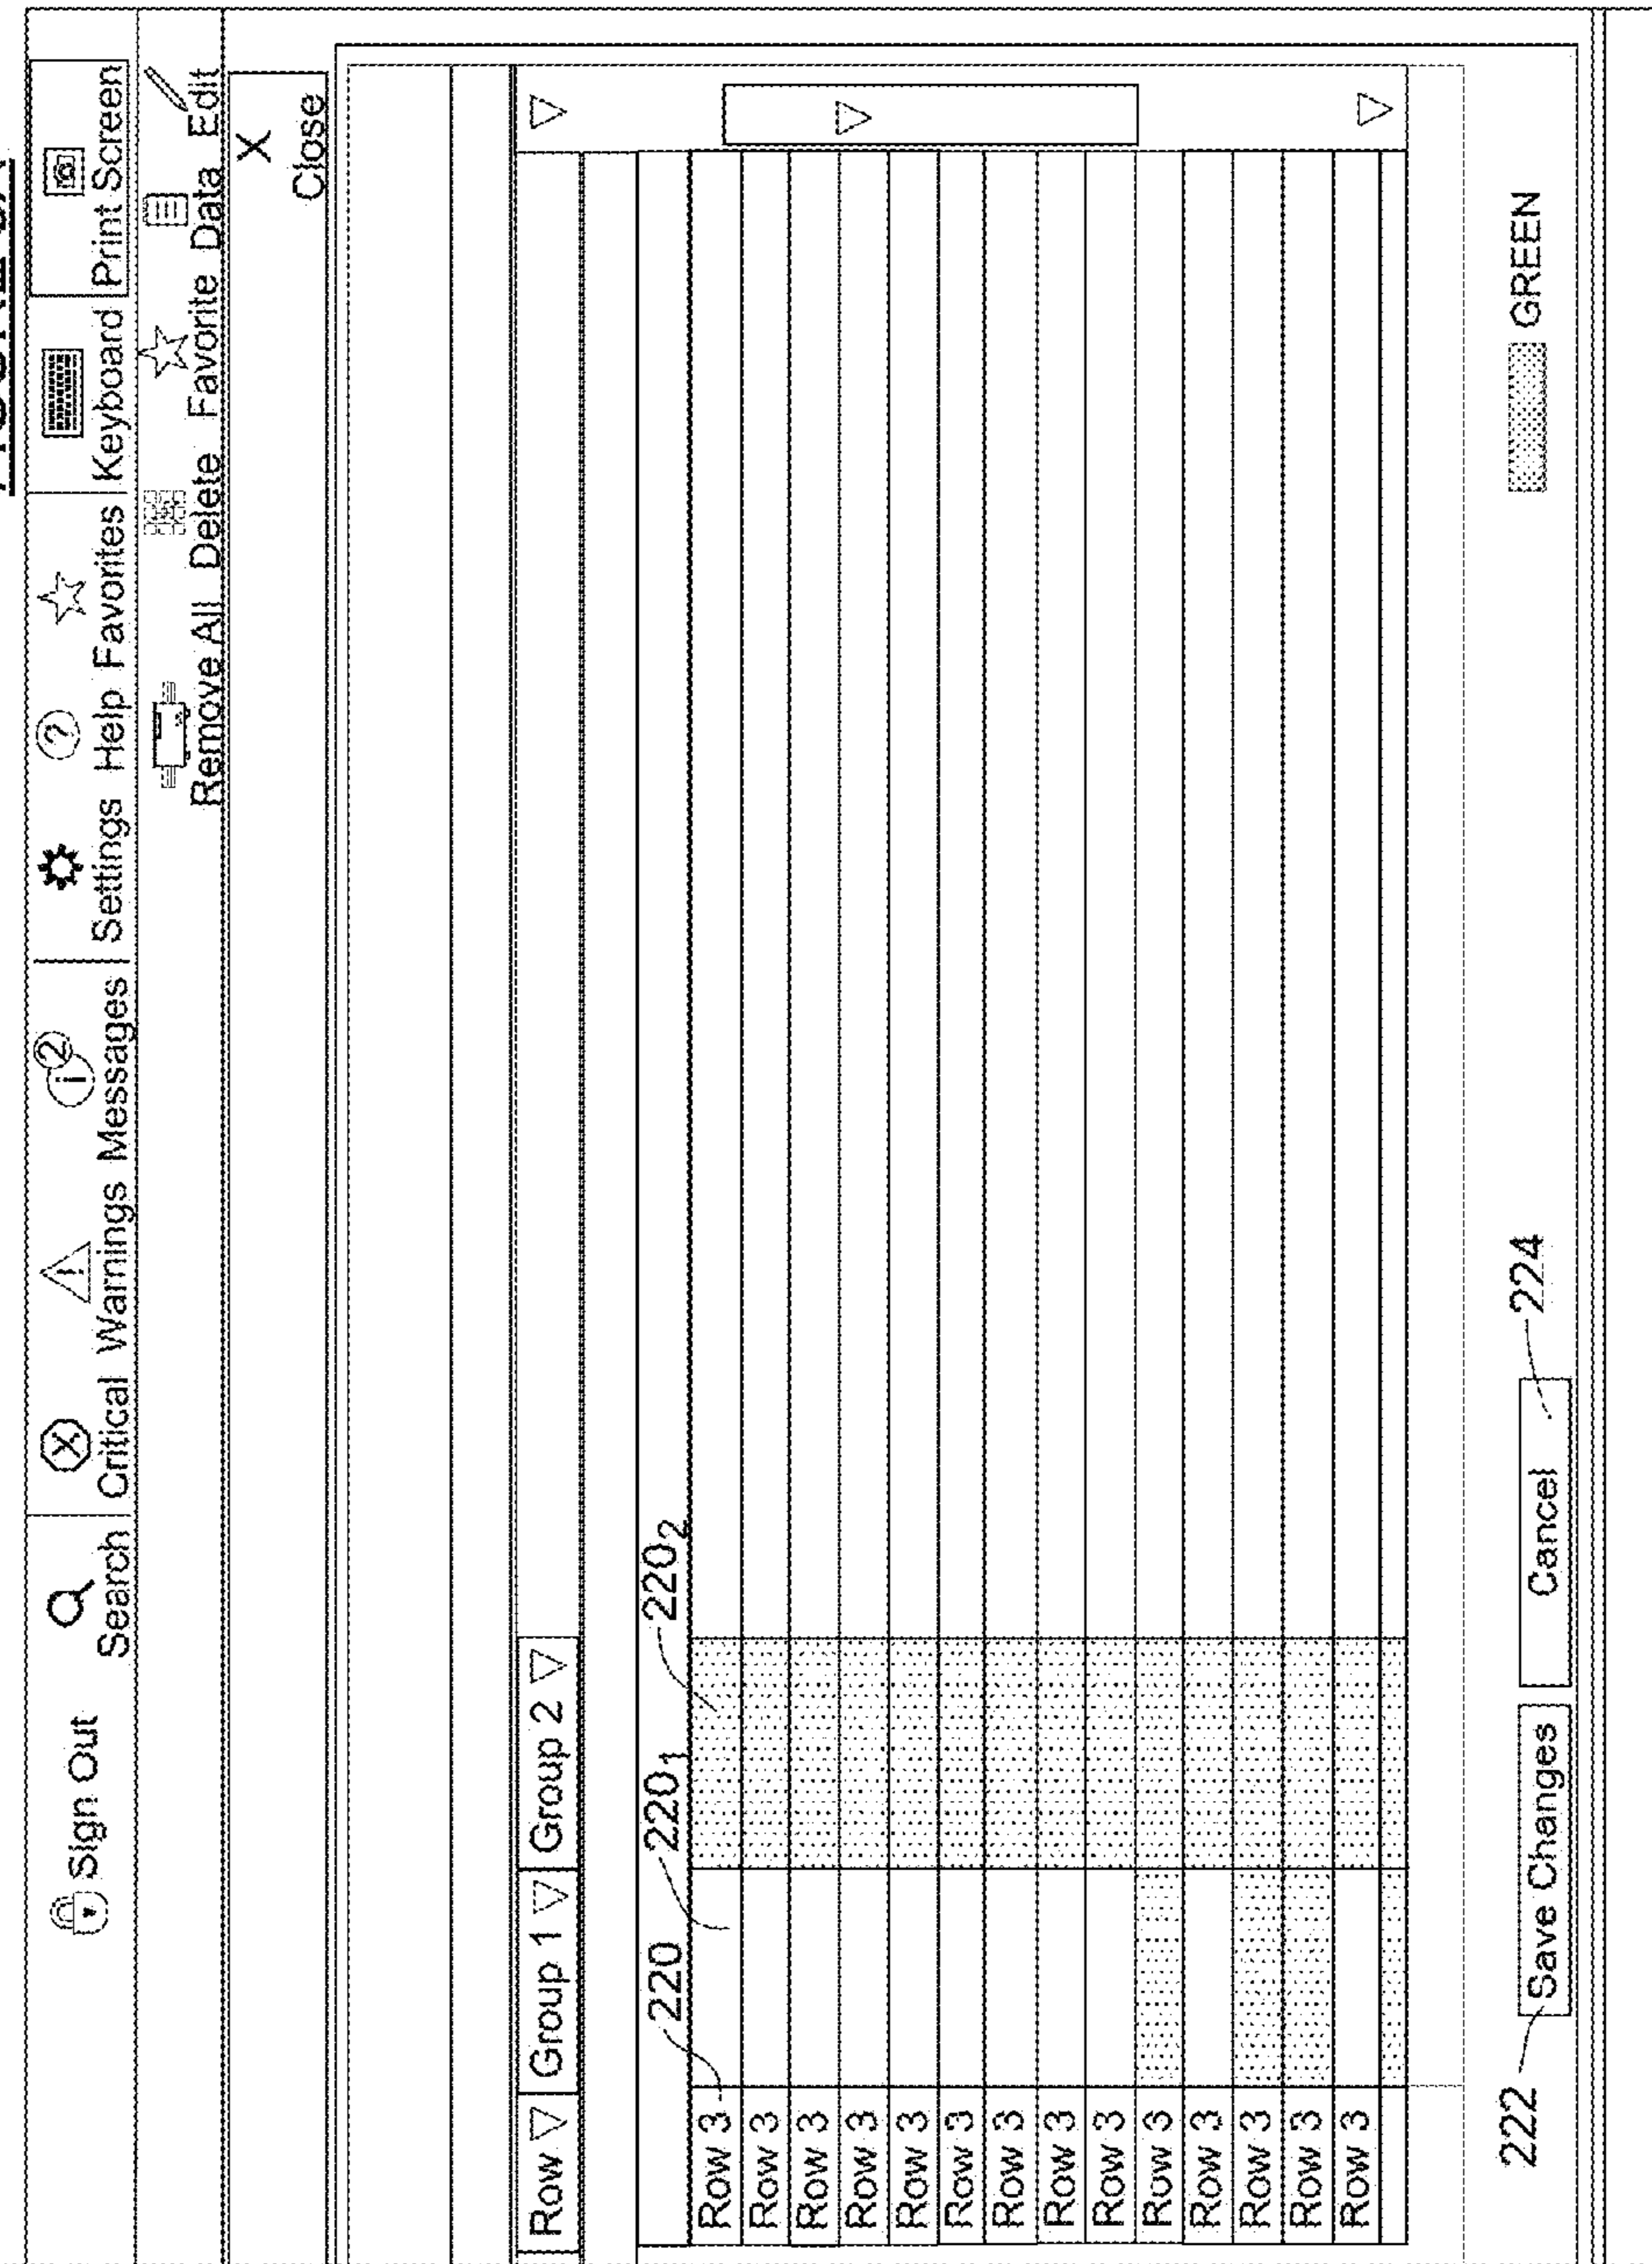 Sign Out Search Critical Warnings Messages Settings Help Favorites Keyboard Print Screen
Remove All Delete Favorite Data Edit
X
Close
Row Group 1 Group 2
220 220₁ 220₂
Row 3
Row 3
Row 3
Row 3
Row 3
Row 3
Row 3
Row 3
Row 3
Row 3
Row 3
Row 3
Row 3
Row 3
222 Save Changes Cancel 224 GREEN